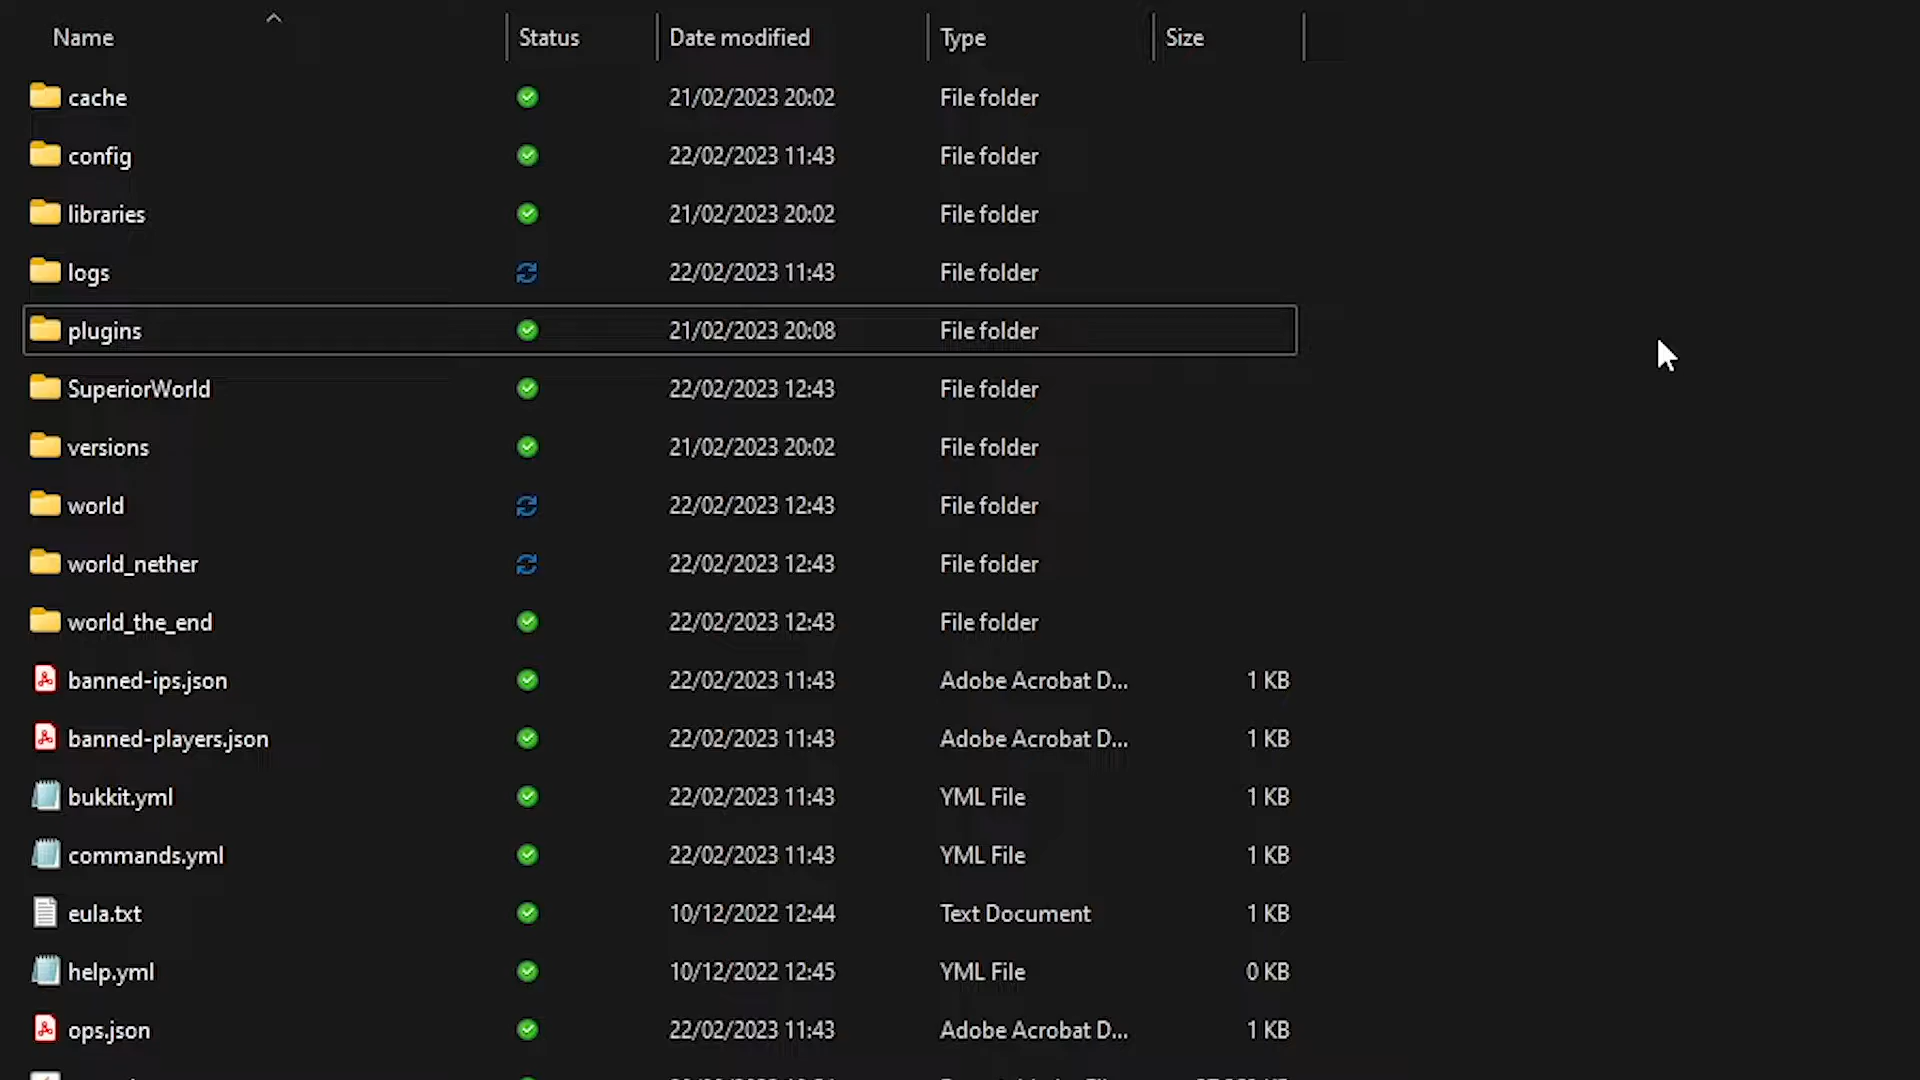 Name Status Date modified Type Size
cache 21/02/2023 20:02 File folder
config 22/02/2023 11:43 File folder
libraries 21/02/2023 20:02 File folder
logs 22/02/2023 11:43 File folder
plugins 21/02/2023 20:08 File folder
SuperiorWorld 22/02/2023 12:43 File folder
versions 21/02/2023 20:02 File folder
world 22/02/2023 12:43 File folder
world_nether 22/02/2023 12:43 File folder
world_the_end 22/02/2023 12:43 File folder
banned-ips.json 22/02/2023 11:43 Adobe Acrobat D... 1 KB
banned-players.json 22/02/2023 11:43 Adobe Acrobat D... 1 KB
bukkit.yml 22/02/2023 11:43 YML File 1 KB
commands.yml 22/02/2023 11:43 YML File 1 KB
eula.txt 10/12/2022 12:44 Text Document 1 KB
help.yml 10/12/2022 12:45 YML File 0 KB
ops.json 22/02/2023 11:43 Adobe Acrobat D... 1 KB